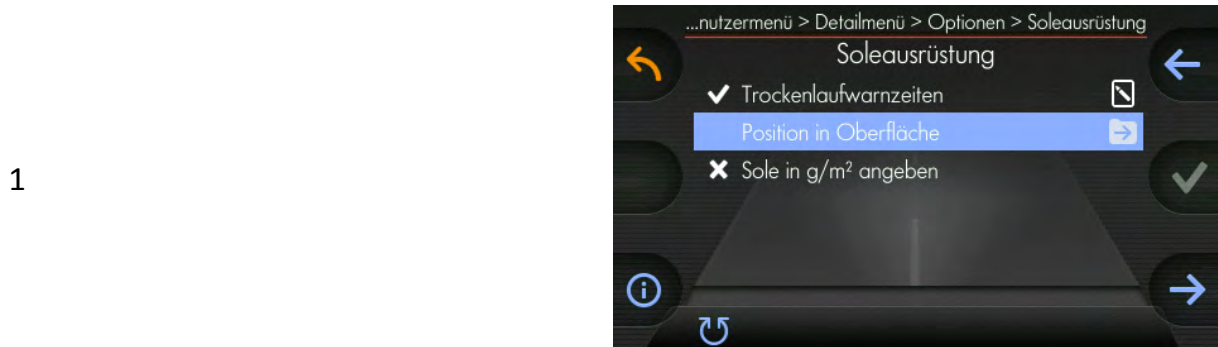 ...nutzermenü > Detailmenü > Optionen > Soleausrüstung
Soleausrüstung
Trockenlaufwarnzeiten
Position in Oberfläche
1
Sole in g/m² angeben